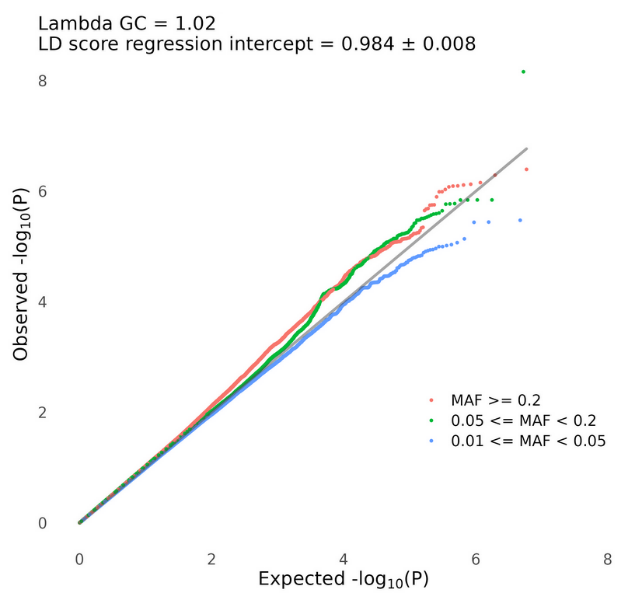 Lambda GC = 1.02
LD score regression intercept = 0.984 ± 0.008
8
6
4
2
0
Observed -log10(P)
MAF >= 0.2
0.05 <= MAF < 0.2
0.01 <= MAF < 0.05
0 2 4 6 8
Expected -log10(P)